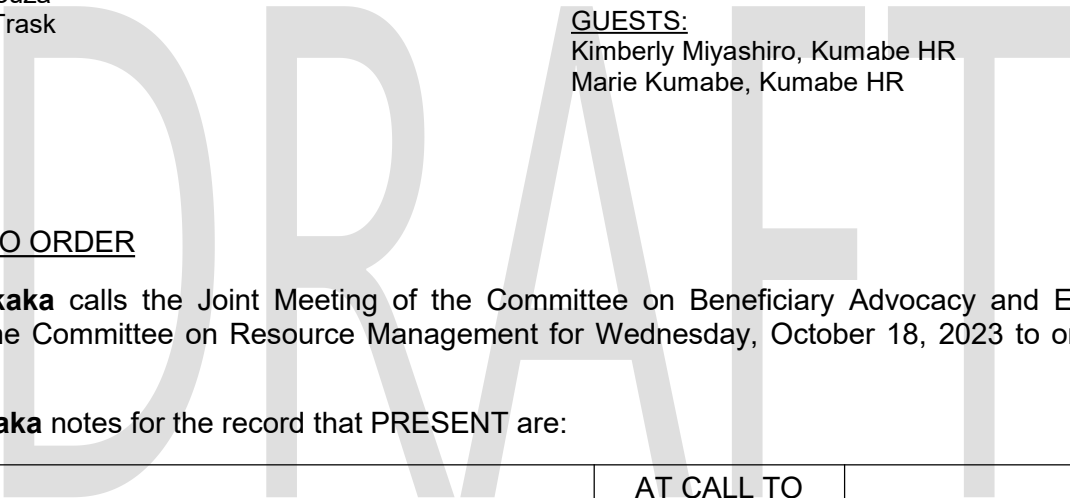 Trask
GUESTS:
Kimberly Miyashiro, Kumabe HR
Marie Kumabe, Kumabe HR
O ORDER
kaka calls the Joint Meeting of the Committee on Beneficiary Advocacy and E
he Committee on Resource Management for Wednesday, October 18, 2023 to or
aka notes for the record that PRESENT are:
AT CALL TO
DRAFT